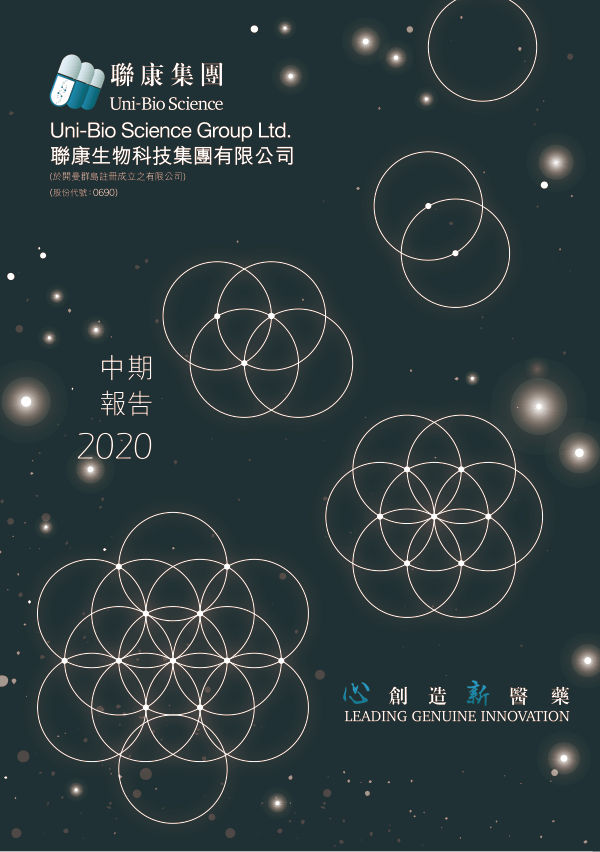 聯康集團
Uni-Bio Science
Uni-Bio Science Group Ltd.
聯康生物科技集團有限公司
(於開曼群島註冊成立之有限公司)
(股份代號：0690)
中期
報告
2020
心創造新醫藥
LEADING GENUINE INNOVATION